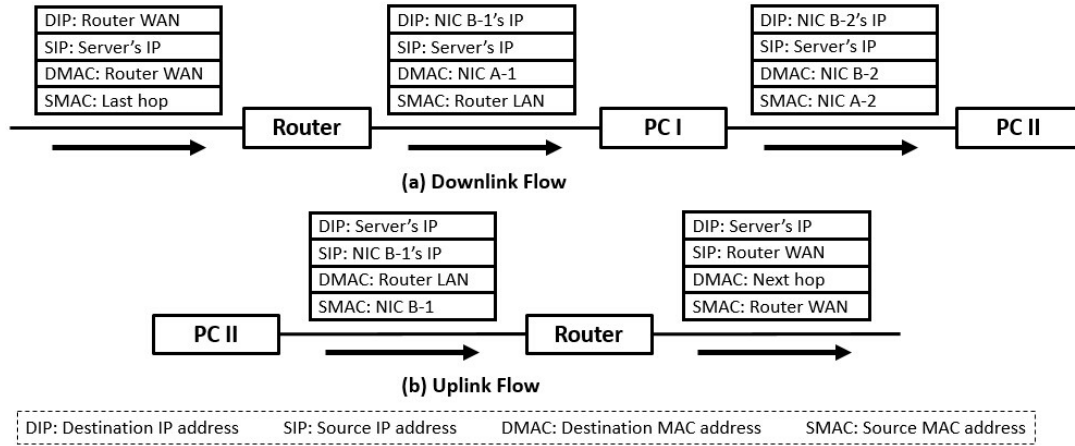 DIP: Router WAN
SIP: Server's IP
DMAC: Router WAN
SMAC: Last hop
DIP: NIC B-1's IP
SIP: Server's IP
DMAC: NIC A-1
SMAC: Router LAN
DIP: NIC B-2's IP
SIP: Server's IP
DMAC: NIC B-2
SMAC: NIC A-2
Router
PC I
PC II
(a) Downlink Flow
DIP: Server's IP
SIP: NIC B-1's IP
DMAC: Router LAN
SMAC: NIC B-1
DIP: Server's IP
SIP: Router WAN
DMAC: Next hop
SMAC: Router WAN
PC II
Router
(b) Uplink Flow
DIP: Destination IP address SIP: Source IP address DMAC: Destination MAC address SMAC: Source MAC address